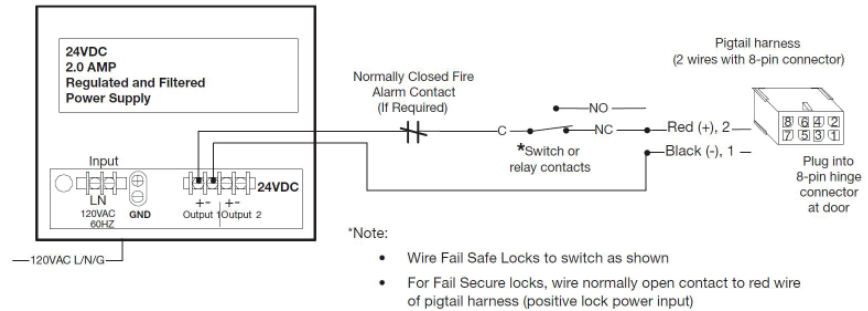 24VDC
2.0 AMP
Regulated and Filtered
Power Supply
Input
LN
120VAC
60HZ
GND
+- +-
Output 1 Output 2
24VDC
120VAC L/N/G
Normally Closed Fire
Alarm Contact
(If Required)
C
NO
NC
*Switch or
relay contacts
Pigtail harness
(2 wires with 8-pin connector)
Red (+), 2
Black (-), 1
8 6 4 2
7 5 3 1
Plug into
8-pin hinge
connector
at door
*Note:
• Wire Fail Safe Locks to switch as shown
• For Fail Secure locks, wire normally open contact to red wire
of pigtail harness (positive lock power input)